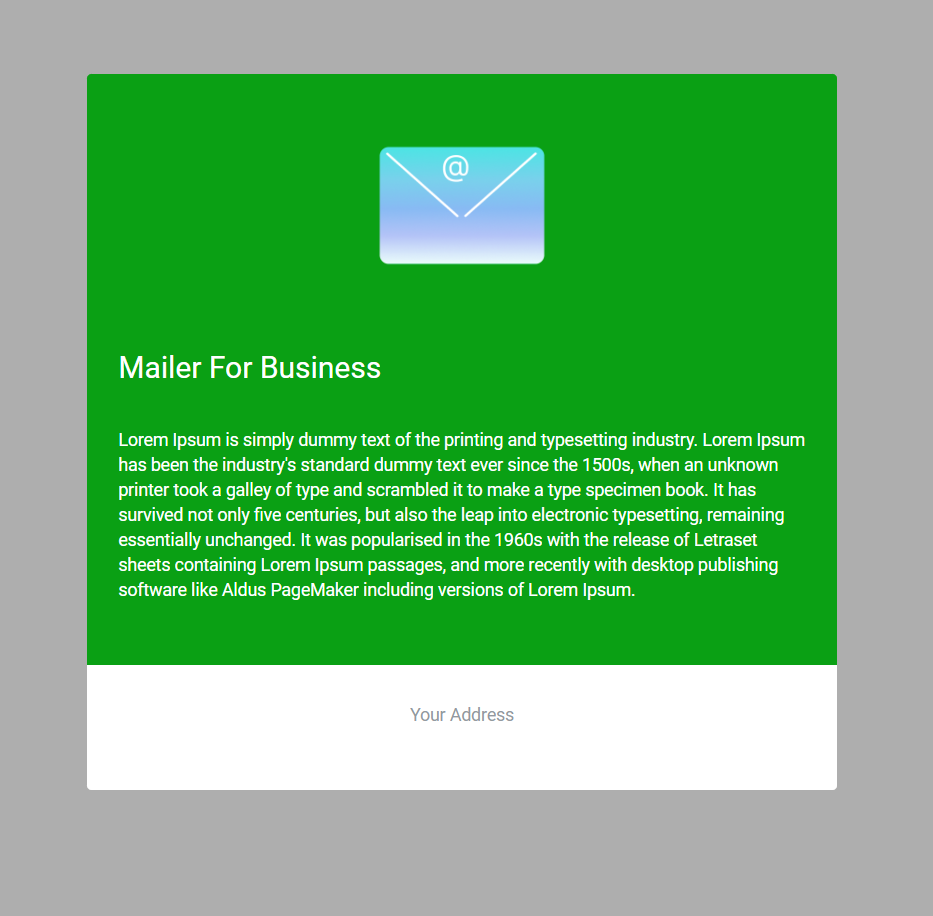 @
Mailer For Business
Lorem Ipsum is simply dummy text of the printing and typesetting industry. Lorem Ipsum
has been the industry's standard dummy text ever since the 1500s, when an unknown
printer took a galley of type and scrambled it to make a type specimen book. It has
survived not only five centuries, but also the leap into electronic typesetting, remaining
essentially unchanged. It was popularised in the 1960s with the release of Letraset
sheets containing Lorem Ipsum passages, and more recently with desktop publishing
software like Aldus PageMaker including versions of Lorem Ipsum.
Your Address